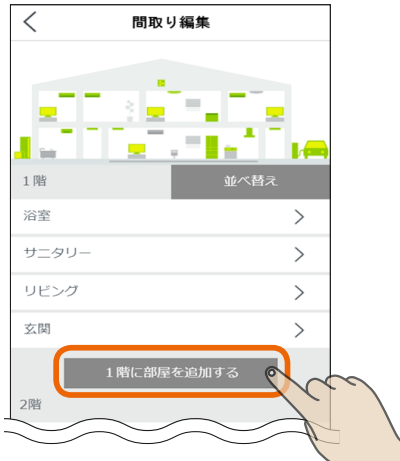 間取り編集
1階
並べ替え
浴室
サニタリー
リビング
玄関
1階に部屋を追加する
2階